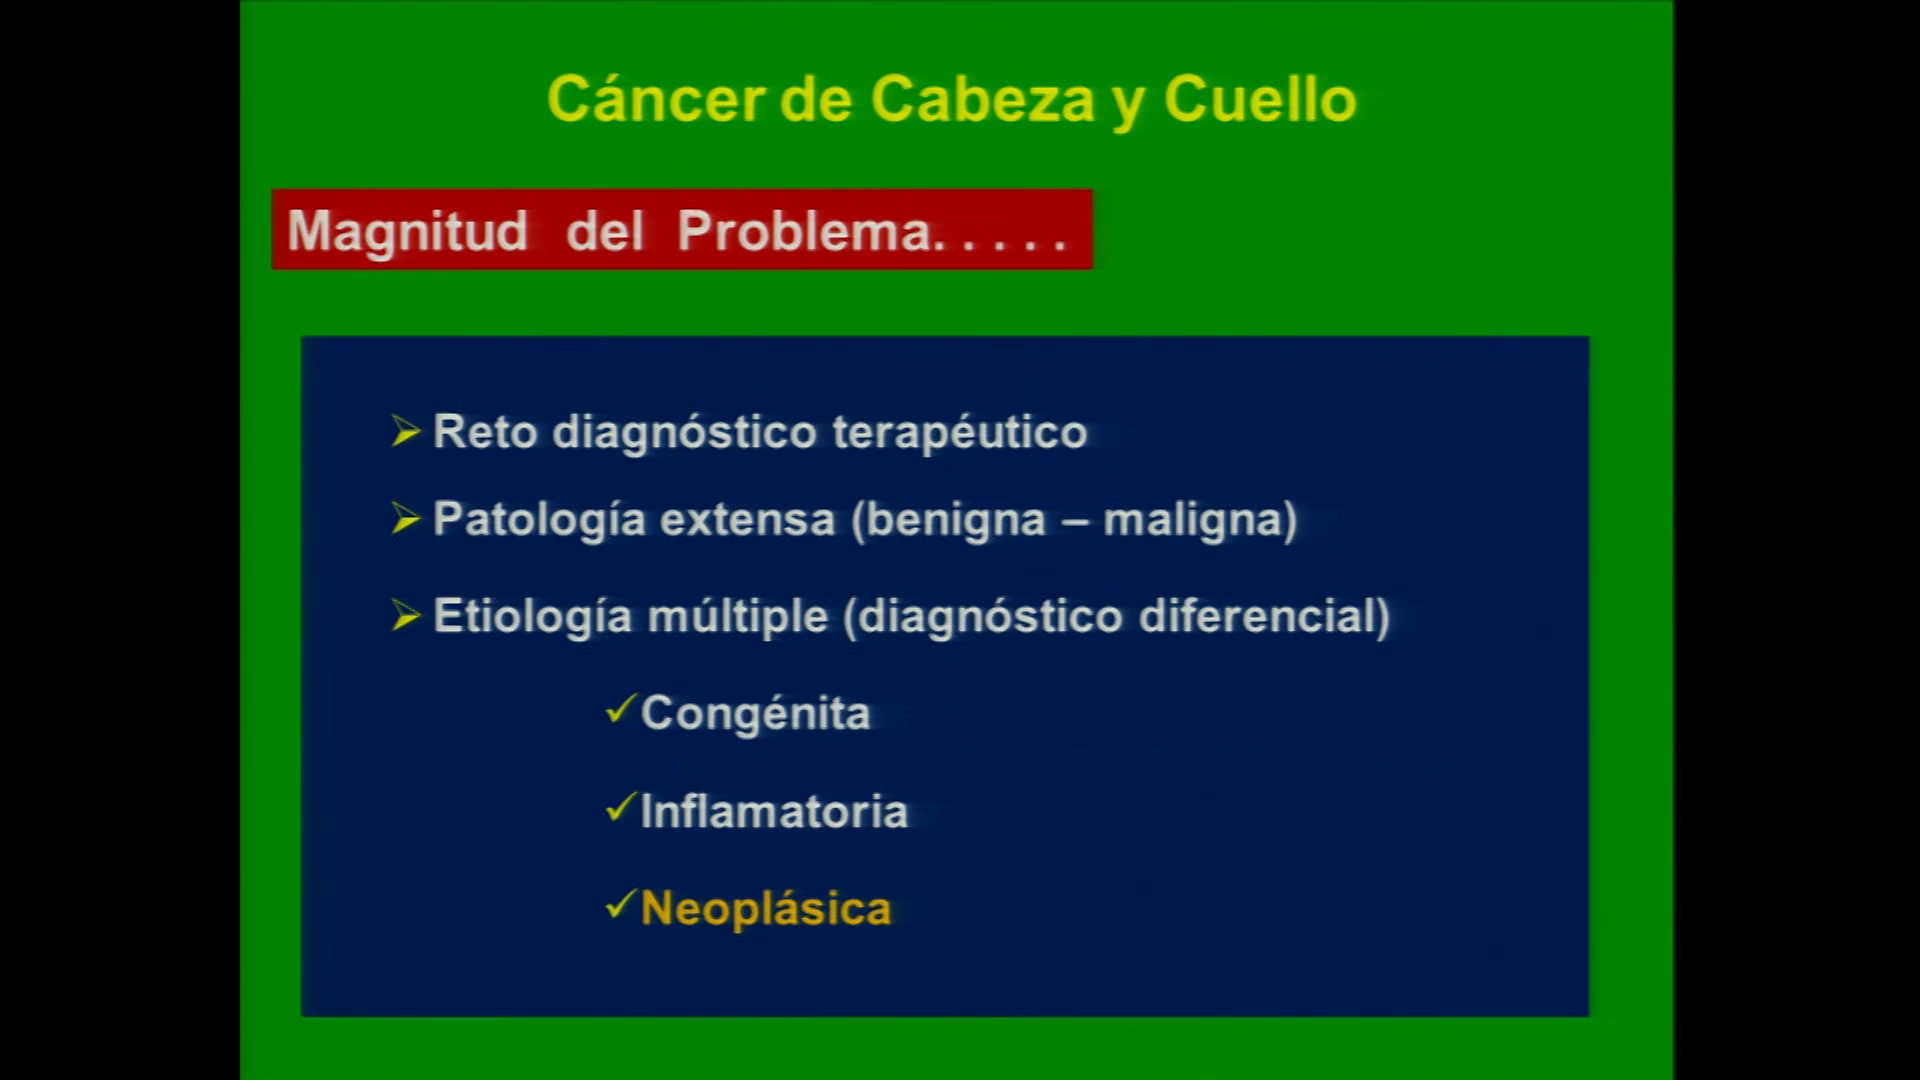 Cáncer de Cabeza y Cuello
Magnitud del Problema. . . . .
Reto diagnóstico terapéutico
Patología extensa (benigna – maligna)
Etiología múltiple (diagnóstico diferencial)
Congénita
Inflamatoria
Neoplásica